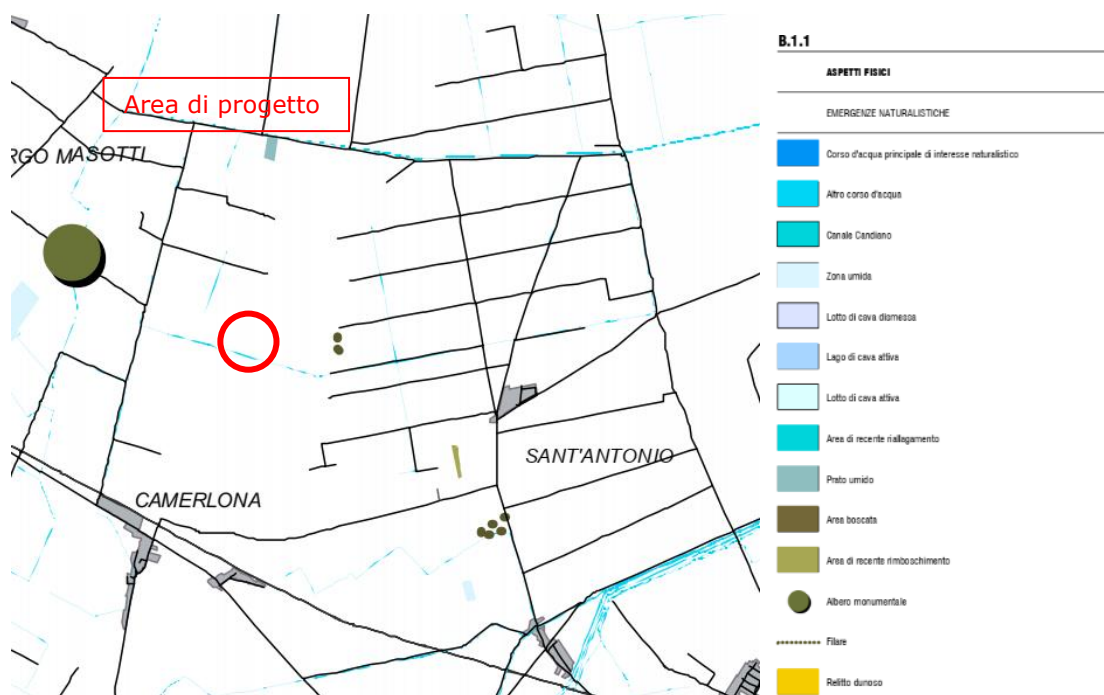 Area di progetto
RGO MASOTTI
CAMERLONA
SANT'ANTONIO
B.1.1
ASPETTI FISICI
EMERGENZE NATURALISTICHE
Corso d'acqua principale di interesse naturalistico
Altro corso d'acqua
Canale Candiano
Zona umida
Lotto di cava dismessa
Lago di cava attiva
Lotto di cava attiva
Area di recente riallagamento
Prato umido
Area boscata
Area di recente rimboschimento
Albero monumentale
Filare
Relitto dunoso